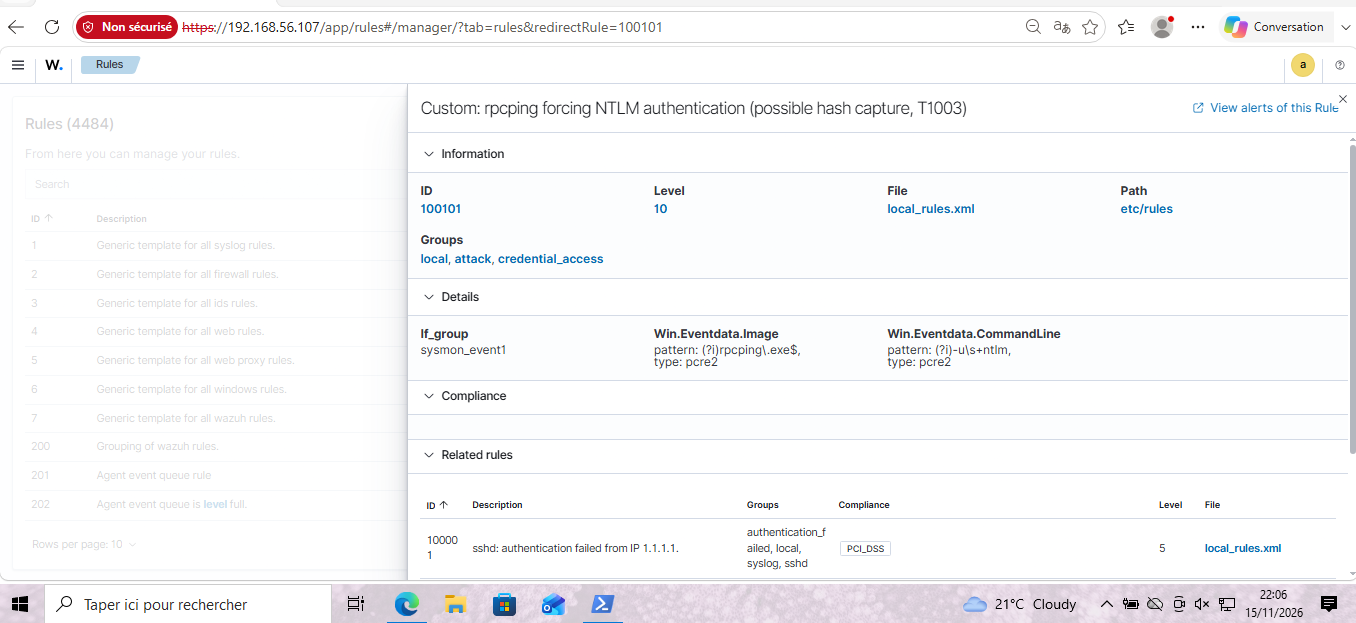 Non sécurisé https://192.168.56.107/app/rules#/manager/?tab=rules&redirectRule=100101
Conversation
W. Rules a
Rules (4484)
From here you can manage your rules.
Search
ID Description
1 Generic template for all syslog rules.
2 Generic template for all firewall rules.
3 Generic template for all ids rules.
4 Generic template for all web rules.
5 Generic template for all web proxy rules.
6 Generic template for all windows rules.
7 Generic template for all wazuh rules.
200 Grouping of wazuh rules.
201 Agent event queue rule
202 Agent event queue is level full.
Rows per page: 10
Custom: rpcping forcing NTLM authentication (possible hash capture, T1003)
View alerts of this Rule
Information
ID Level File Path
100101 10 local_rules.xml etc/rules
Groups
local, attack, credential_access
Details
If_group Win.Eventdata.Image Win.Eventdata.CommandLine
sysmon_event1 pattern: (?i)rpcping\.exe$, pattern: (?i)-u\s+ntlm,
type: pcre2 type: pcre2
Compliance
Related rules
ID Description Groups Compliance Level File
10000
1
sshd: authentication failed from IP 1.1.1.1.
authentication_f
ailed, local,
syslog, sshd
PCI_DSS
5
local_rules.xml
Taper ici pour rechercher
21°C Cloudy
22:06
15/11/2026